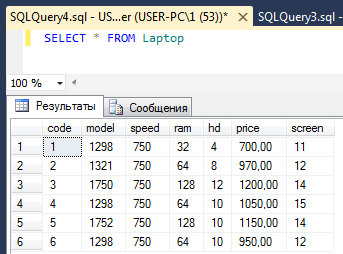 SQLQuery4.sql - US...er (USER-PC\1 (53))* SQLQuery3.sql - US
SELECT * FROM Laptop
100 %
Результаты Сообщения
code model speed ram hd price screen
1 1 1298 750 32 4 700,00 11
2 2 1321 750 64 8 970,00 12
3 3 1750 750 128 12 1200,00 14
4 4 1298 750 64 10 1050,00 15
5 5 1752 750 128 10 1150,00 14
6 6 1298 750 64 10 950,00 12